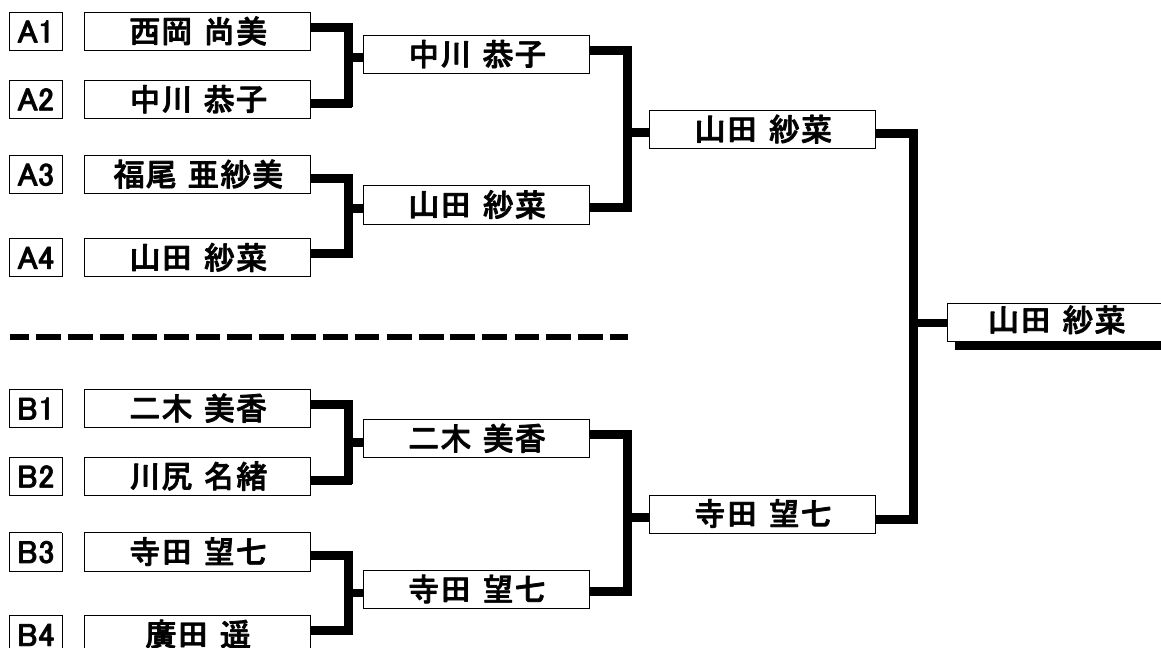 A1 西岡 尚美
中川 恭子
A2 中川 恭子
山田 紗菜
A3 福尾 亜紗美
山田 紗菜
A4 山田 紗菜
山田 紗菜
B1 二木 美香
二木 美香
B2 川尻 名緒
寺田 望七
B3 寺田 望七
寺田 望七
B4 廣田 遥